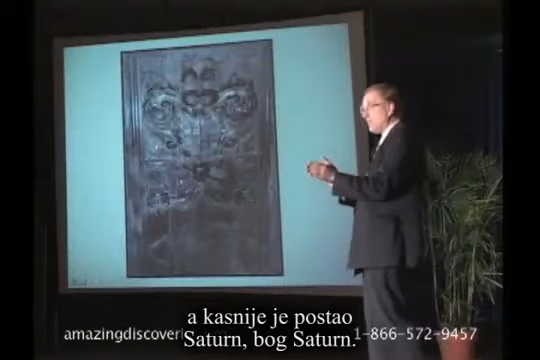 a kasnije je postao
amazingdiscoveri
Saturn, bog Saturn.
1-866-572-9457